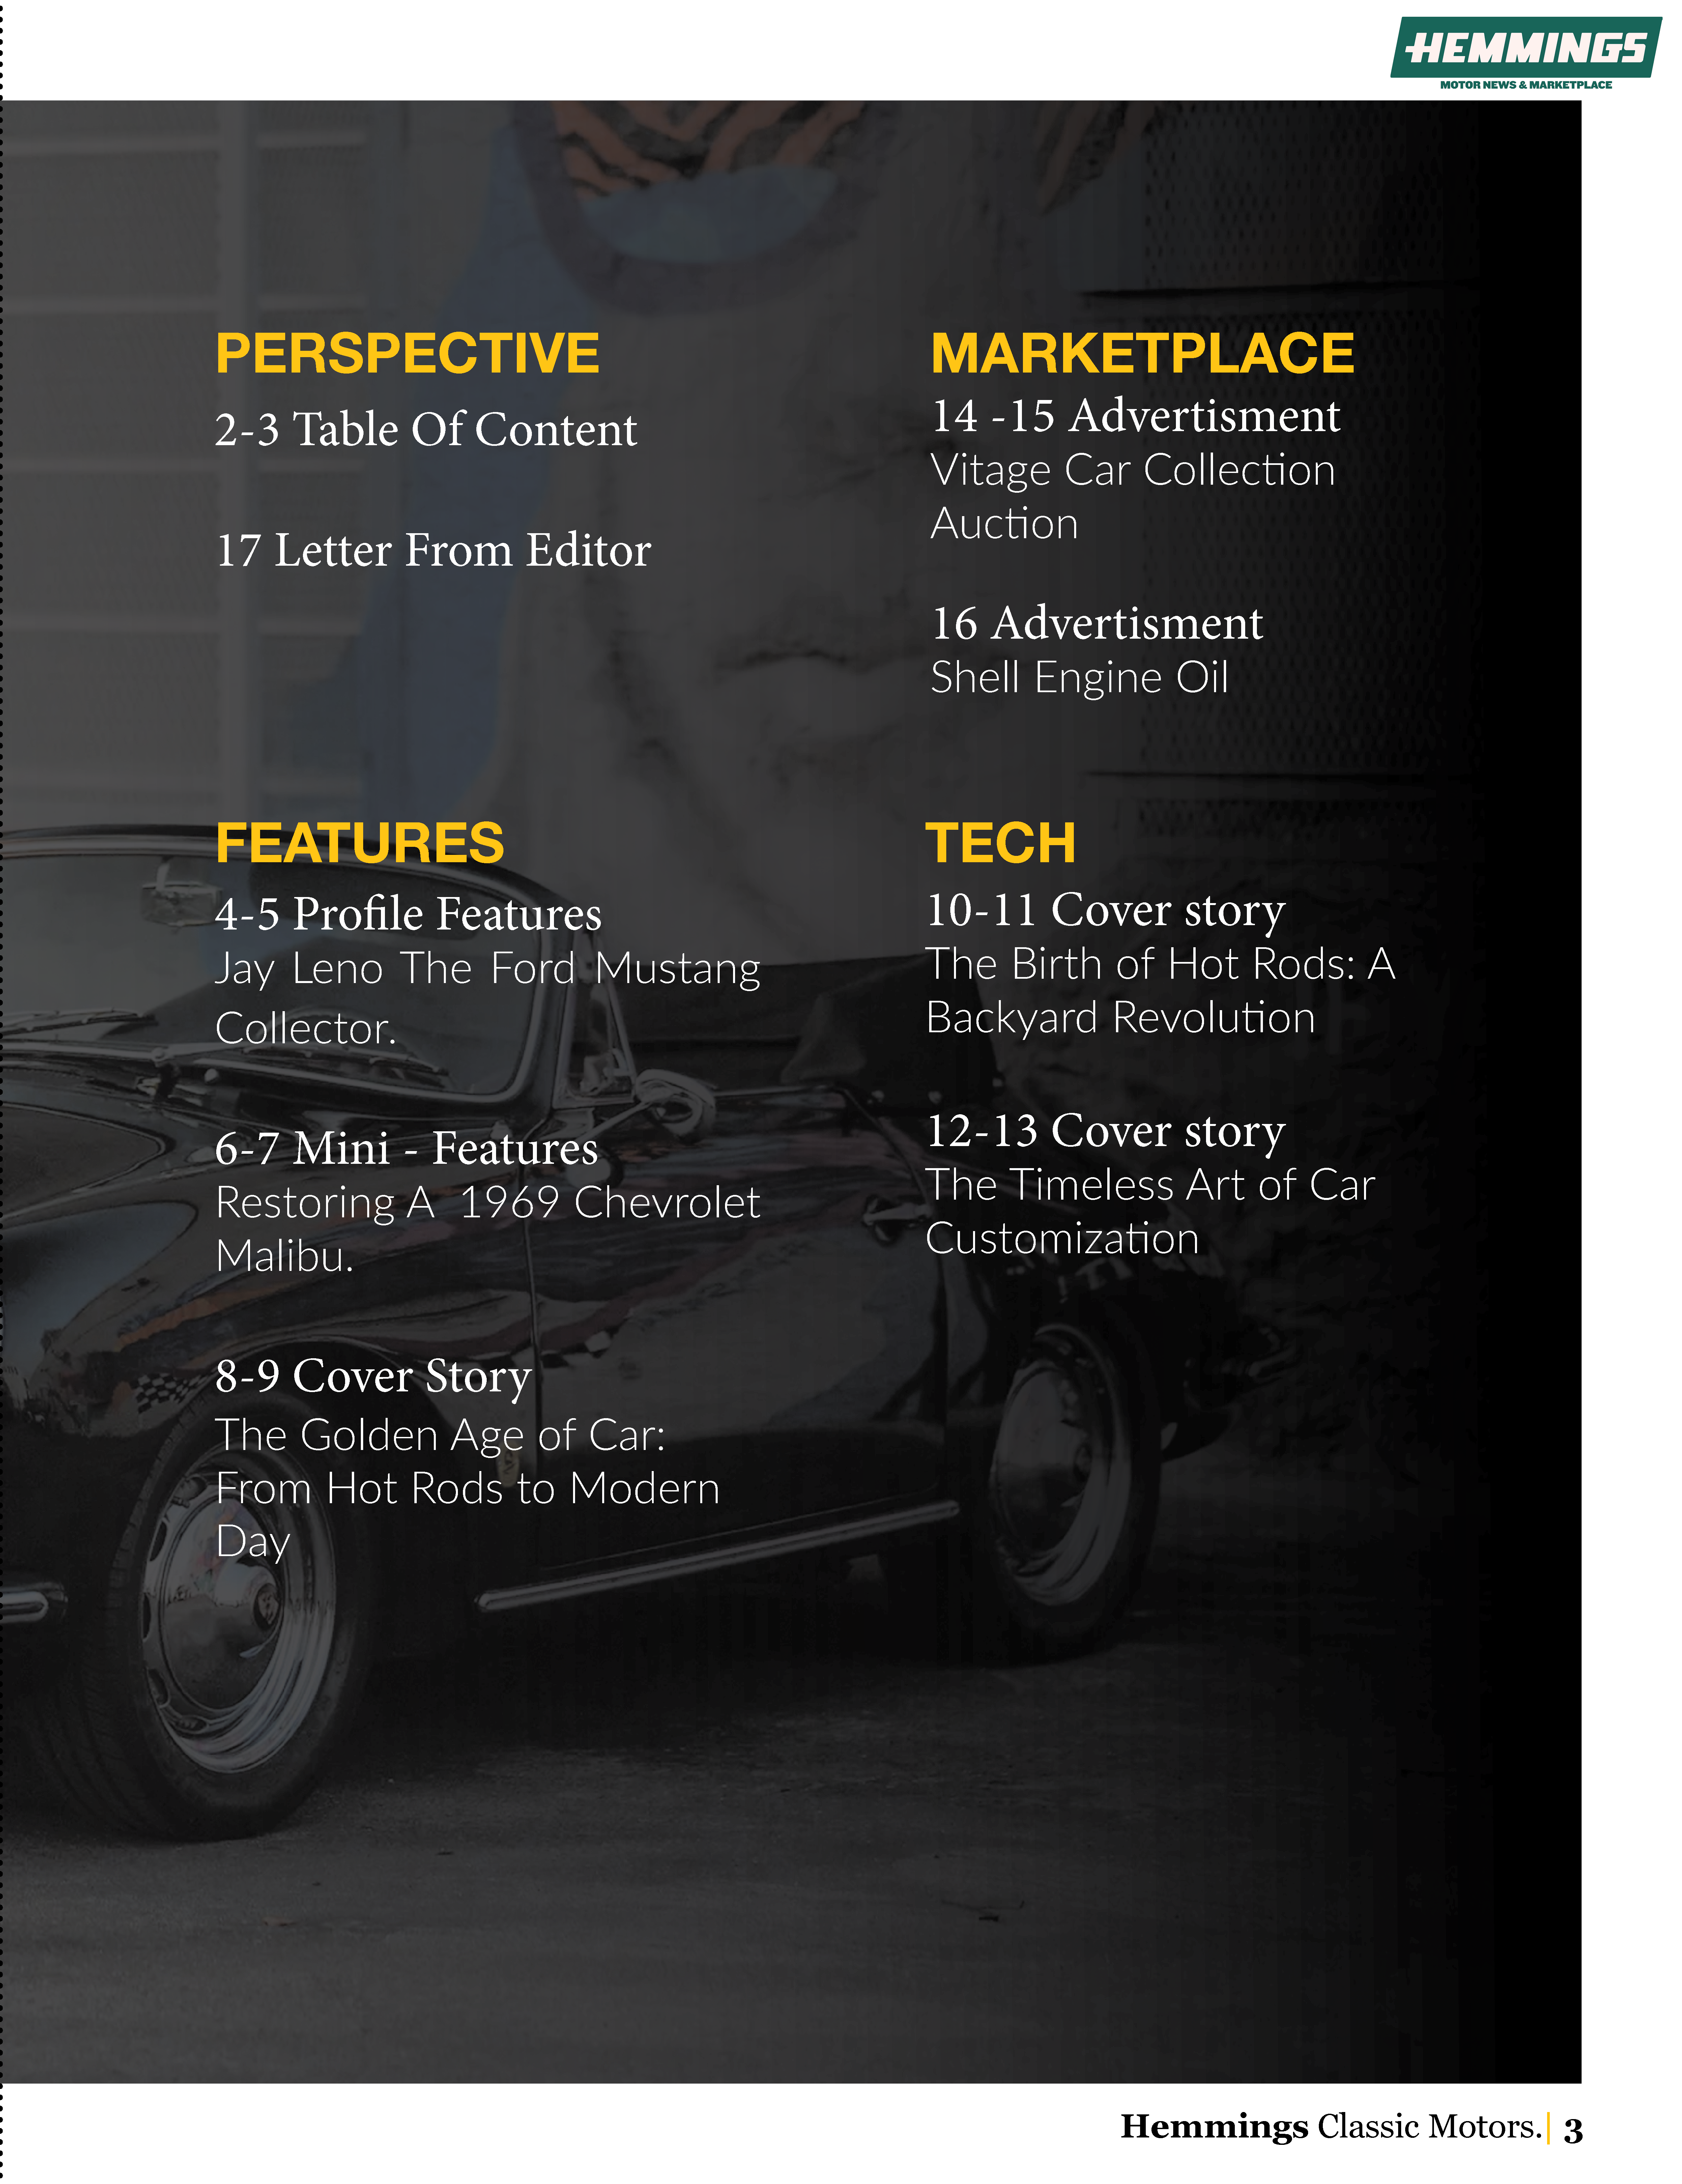 HEMMINGS
MOTOR NEWS & MARKETPLACE
PERSPECTIVE
2-3 Table Of Content
17 Letter From Editor
MARKETPLACE
14 -15 Advertisment
Vitage Car Collection
Auction
16 Advertisment
Shell Engine Oil
FEATURES
4-5 Profile Features
Jay Leno The Ford Mustang
Collector.
6-7 Mini - Features
Restoring A 1969 Chevrolet
Malibu.
8-9 Cover Story
The Golden Age of Car:
From Hot Rods to Modern
Day
TECH
10-11 Cover story
The Birth of Hot Rods: A
Backyard Revolution
12-13 Cover story
The Timeless Art of Car
Customization
Hemmings Classic Motors.| 3